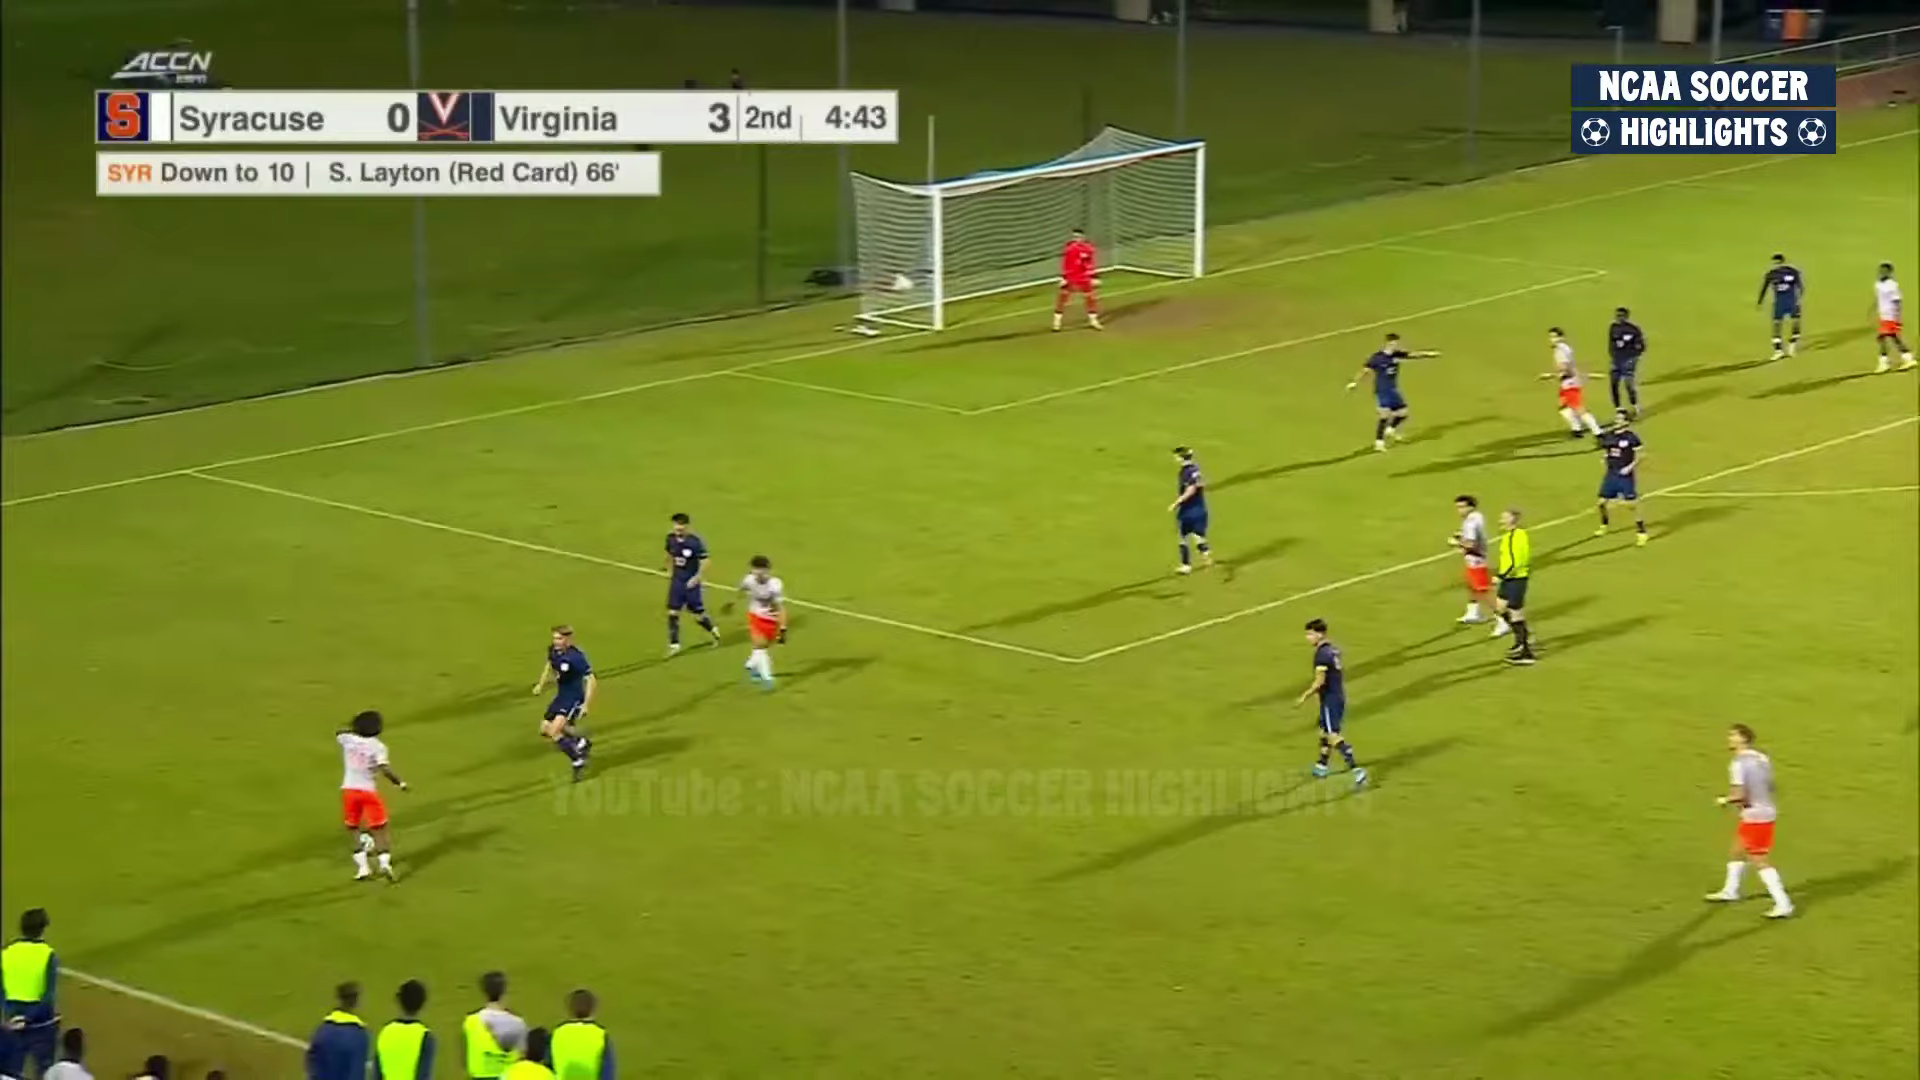 ACCN
ESPN
S Syracuse 0 V Virginia 3 2nd 4:43
SYR Down to 10 | S. Layton (Red Card) 66'
NCAA SOCCER
HIGHLIGHTS
YouTube : NCAA SOCCER HIGHLIGHTS